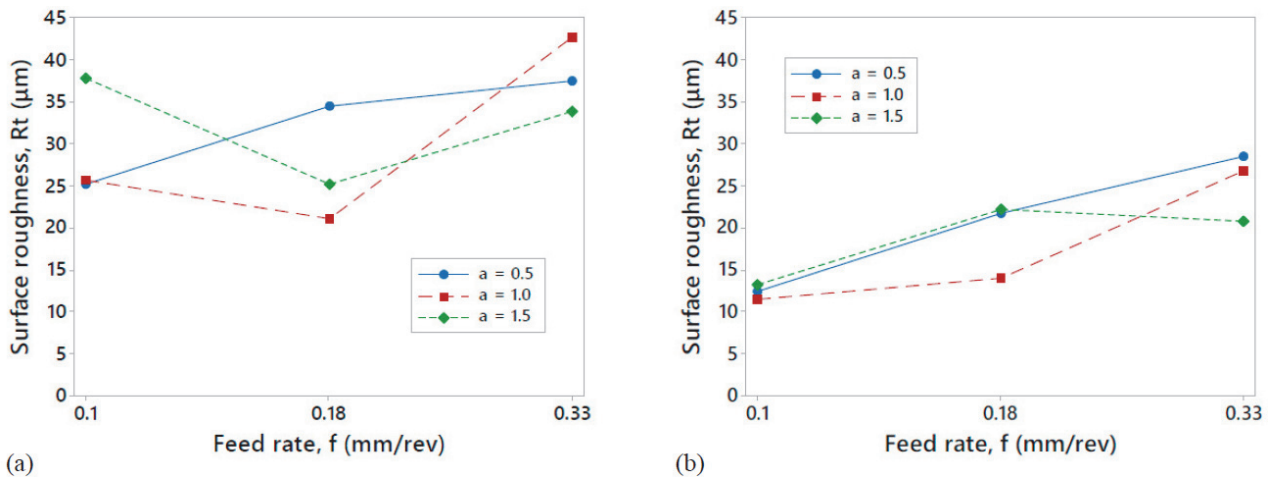 45
40
35
30
25
20
15
10
5
0
Surface roughness, Rt (μm)
a = 0.5
a = 1.0
a = 1.5
0.1 0.18 0.33
Feed rate, f (mm/rev)
(a)
45
40
35
30
25
20
15
10
5
0
Surface roughness, Rt (μm)
a = 0.5
a = 1.0
a = 1.5
0.1 0.18 0.33
Feed rate, f (mm/rev)
(b)